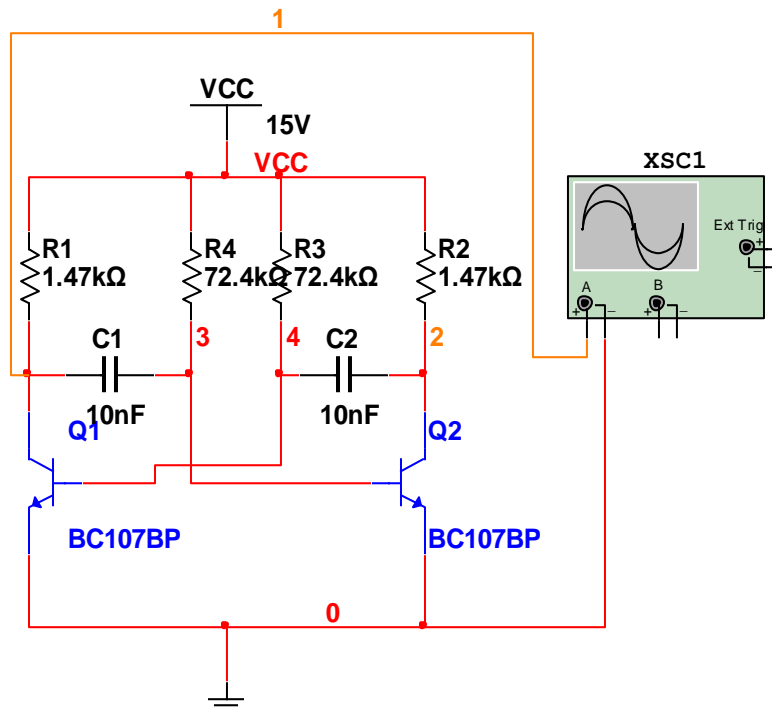 1
VCC
15V
VCC
XSC1
Ext Trig
+
_
A
B
+
_
+
_
R1
1.47kΩ
R4
72.4kΩ
R3
72.4kΩ
R2
1.47kΩ
C1
10nF
3
4
C2
10nF
2
Q1
BC107BP
Q2
BC107BP
0